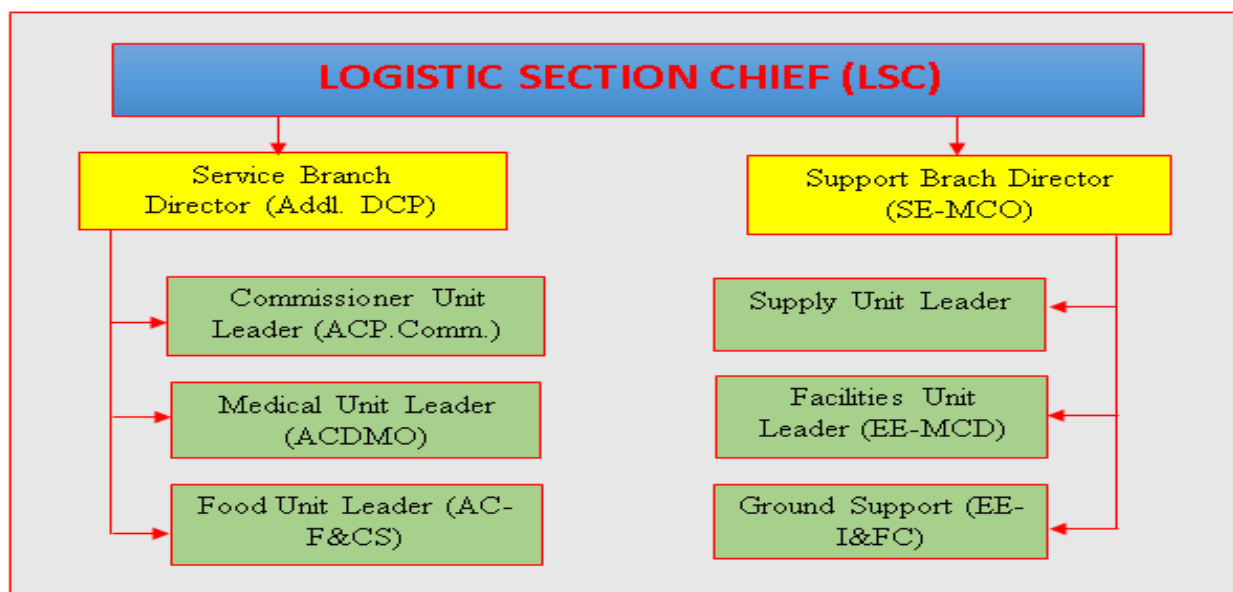 LOGISTIC SECTION CHIEF (LSC)
Service Branch
Director (Addl. DCP)
Commissioner Unit
Leader (ACP.Comm.)
Medical Unit Leader
(ACDMO)
Food Unit Leader (AC-
F&CS)
Support Brach Director
(SE-MCO)
Supply Unit Leader
Facilities Unit
Leader (EE-MCD)
Ground Support (EE-
I&FC)